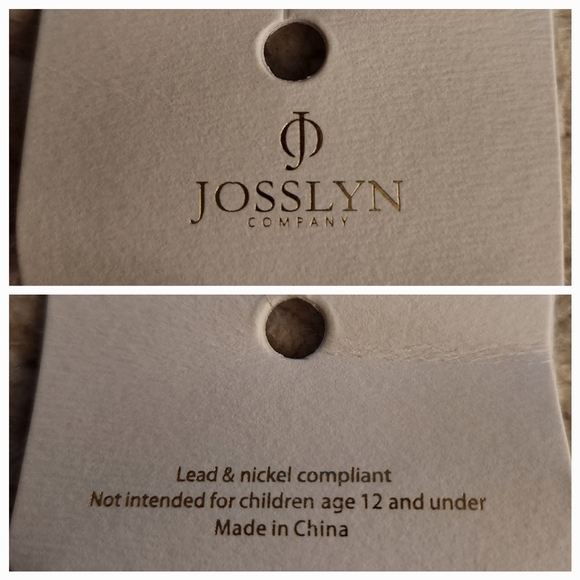 JOSSLYN
COMPANY
Lead & nickel compliant
Not intended for children age 12 and under
Made in China